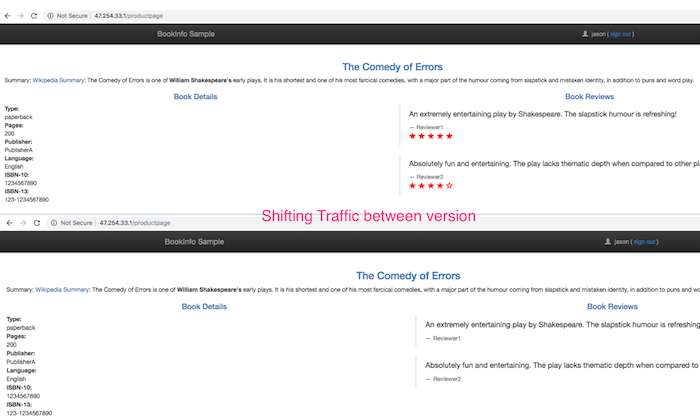 Not Secure | 47.254.33.1/productpage
BookInfo Sample
jason ( sign out )
The Comedy of Errors
Summary: Wikipedia Summary: The Comedy of Errors is one of William Shakespeare's early plays. It is his shortest and one of his most farcical comedies, with a major part of the humour coming from slapstick and mistaken identity, in addition to puns and word play.
Book Details
Book Reviews
Type:
paperback
Pages:
200
Publisher:
PublisherA
Language:
English
ISBN-10:
1234567890
ISBN-13:
123-1234567890
An extremely entertaining play by Shakespeare. The slapstick humour is refreshing!
— Reviewer1
★ ★ ★ ★ ★
Absolutely fun and entertaining. The play lacks thematic depth when compared to other pl
— Reviewer2
★ ★ ★ ★ ☆
Shifting Traffic between version
Not Secure | 47.254.33.1/productpage
BookInfo Sample
jason ( sign out )
The Comedy of Errors
Summary: Wikipedia Summary: The Comedy of Errors is one of William Shakespeare's early plays. It is his shortest and one of his most farcical comedies, with a major part of the humour coming from slapstick and mistaken identity, in addition to puns and wo
Book Details
Book Reviews
Type:
paperback
Pages:
200
Publisher:
PublisherA
Language:
English
ISBN-10:
1234567890
ISBN-13:
123-1234567890
An extremely entertaining play by Shakespeare. The slapstick humour is refreshing
— Reviewer1
Absolutely fun and entertaining. The play lacks thematic depth when compared to
— Reviewer2